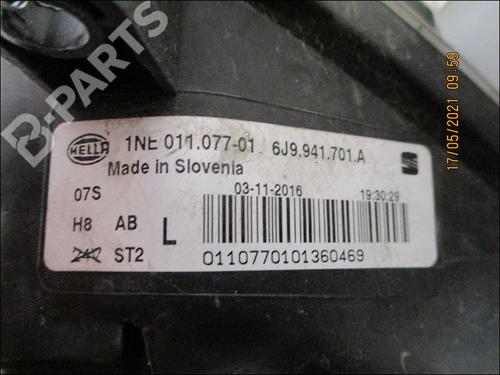 B-PARTS
17/05/2021 09:59
HELLA 1NE 011.077-01 6J9.941.701.A
Made in Slovenia
07S 03-11-2016 19:30:29
H8 AB L
247 ST2 0110770101360469